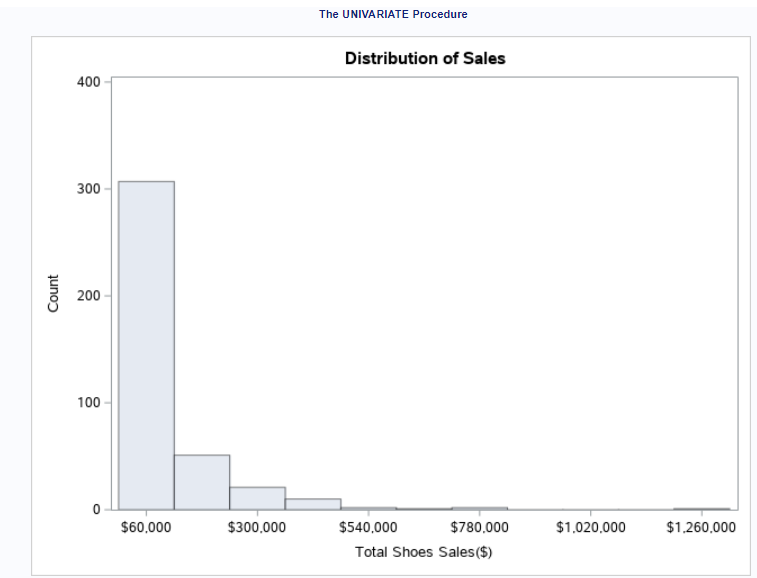 The UNIVARIATE Procedure
Distribution of Sales
400
300
200
100
0
Count
$60,000 $300,000 $540,000 $780,000 $1,020,000 $1,260,000
Total Shoes Sales($)